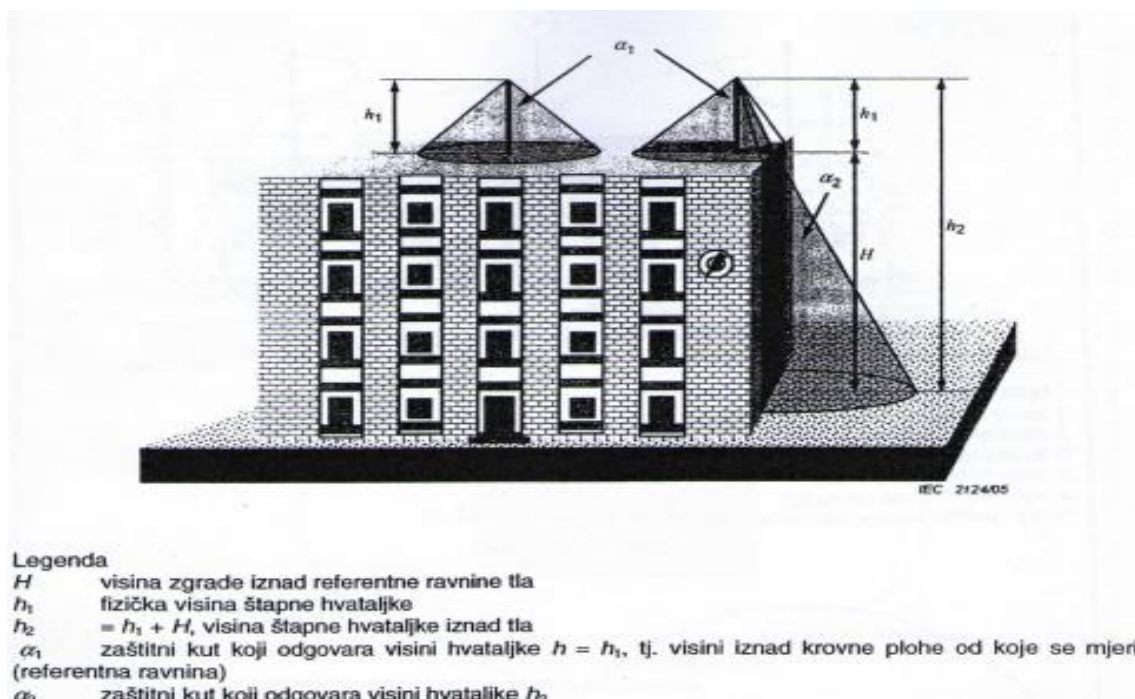 α₁
h₁
h₁
α₂
h₂
H
IEC 2124/05
Legenda
H visina zgrade iznad referentne ravnine tla
h₁ fizička visina štapne hvataljke
h₂ = h₁ + H, visina štapne hvataljke iznad tla
α₁ zaštitni kut koji odgovara visini hvataljke h = h₁, tj. visini iznad krovne plohe od koje se mjeri
(referentna ravnina)
α₂ zaštitni kut koji odgovara visini hvataljke h₂